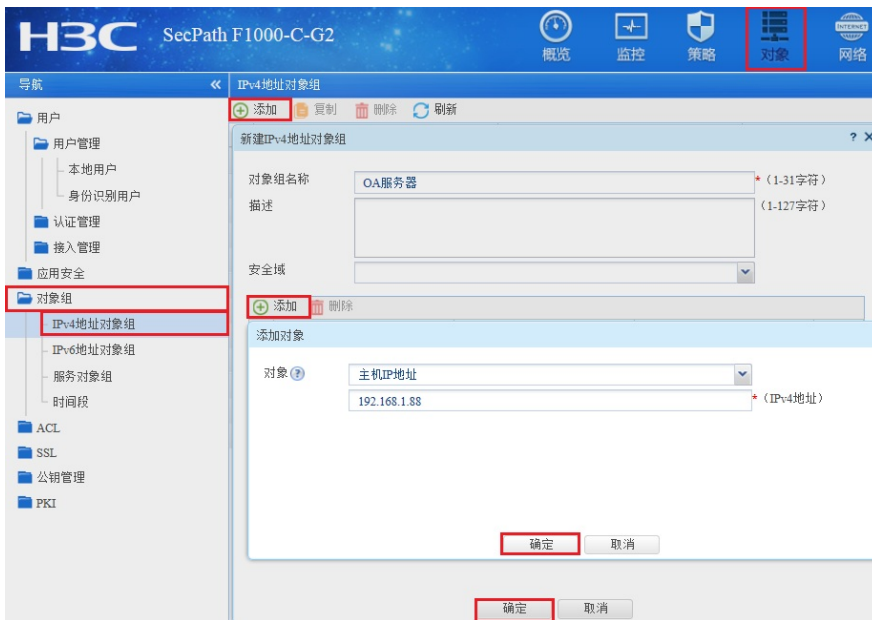 H3C SecPath F1000-C-G2
概览 监控 策略 对象 网络
INTERNET
导航 « IPv4地址对象组
添加 复制 删除 刷新
用户
用户管理
本地用户
身份识别用户
认证管理
接入管理
应用安全
对象组
IPv4地址对象组
IPv6地址对象组
服务对象组
时间段
ACL
SSL
公钥管理
PKI
新建IPv4地址对象组 ? X
对象组名称 OA服务器 * (1-31字符)
描述 (1-127字符)
安全域
添加 删除
添加对象
对象 ? 主机IP地址
192.168.1.88 * (IPv4地址)
确定 取消
确定 取消